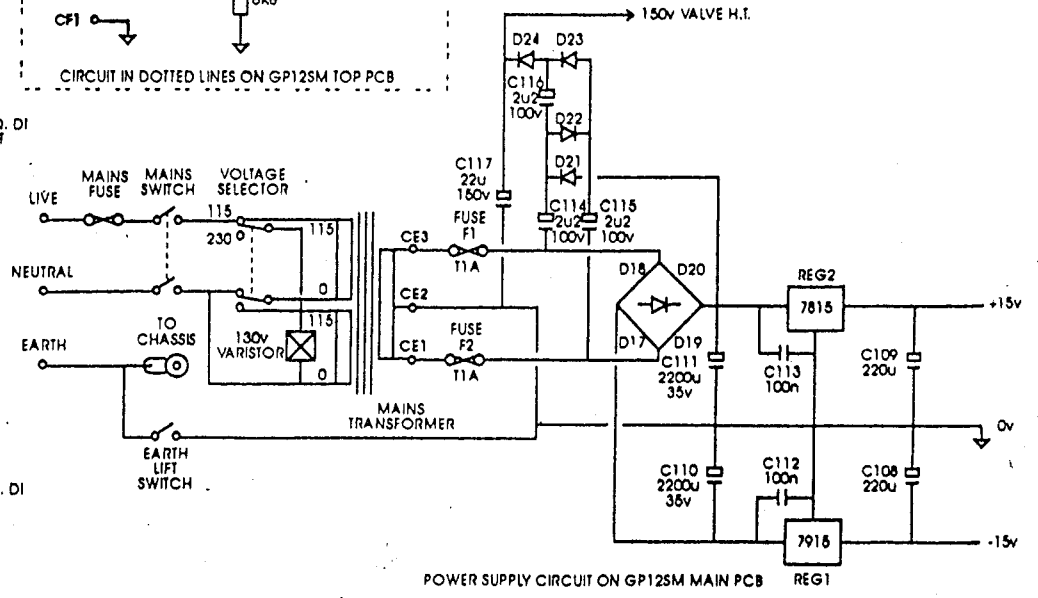 150v VALVE H.T.
CF1
CIRCUIT IN DOTTED LINES ON GP12SM TOP PCB
D24
D23
C116
2u2
100v
D22
D21
C117
22u
150v
C114
2u2
100v
C115
2u2
100v
. DI
LIVE
MAINS
FUSE
MAINS
SWITCH
VOLTAGE
SELECTOR
115
230
115
0
NEUTRAL
115
0
130v
VARISTOR
EARTH
TO
CHASSIS
EARTH
LIFT
SWITCH
MAINS
TRANSFORMER
CE3
FUSE
F1
T1A
CE2
CE1
FUSE
F2
T1A
D18
D20
D17
D19
C111
2200u
35v
C110
2200u
35v
REG2
7815
C113
100n
C112
100n
7915
REG1
C109
220u
C108
220u
+15v
0v
-15v
. DI
POWER SUPPLY CIRCUIT ON GP12SM MAIN PCB